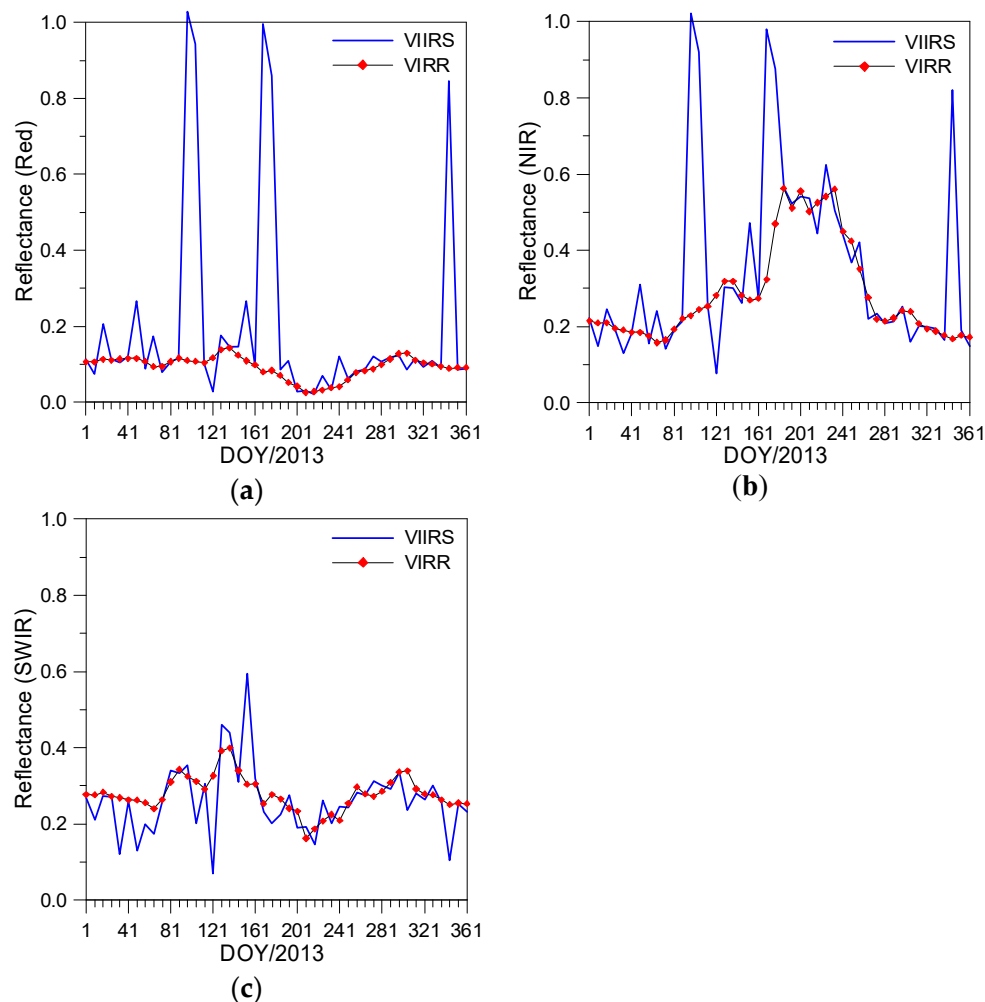 1.0
0.8
0.6
0.4
0.2
0.0
Reflectance (Red)
VIIRS
VIRR
1 41 81 121 161 201 241 281 321 361
DOY/2013
(a)
1.0
0.8
0.6
0.4
0.2
0.0
Reflectance (NIR)
VIIRS
VIRR
1 41 81 121 161 201 241 281 321 361
DOY/2013
(b)
1.0
0.8
0.6
0.4
0.2
0.0
Reflectance (SWIR)
VIIRS
VIRR
1 41 81 121 161 201 241 281 321 361
DOY/2013
(c)